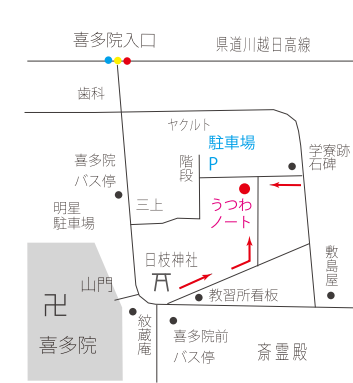 喜多院入口
県道川越日高線
歯科
ヤクルト
駐車場
P
学寮跡
石碑
階段
喜多院
バス停
明星
駐車場
三上
うつわ
ノート
日枝神社
敷島屋
山門
卍
教習所看板
喜多院
紋蔵庵
喜多院前
バス停
斎霊殿